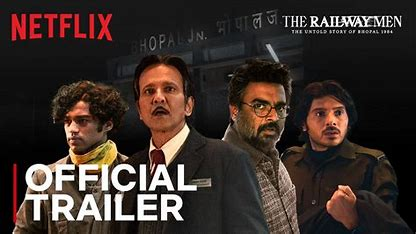 NETFLIX
THE RAILWAY MEN
THE UNTOLD STORY OF BHOPAL 1984
BHOPAL JN. भोपाल जं.
OFFICIAL
TRAILER